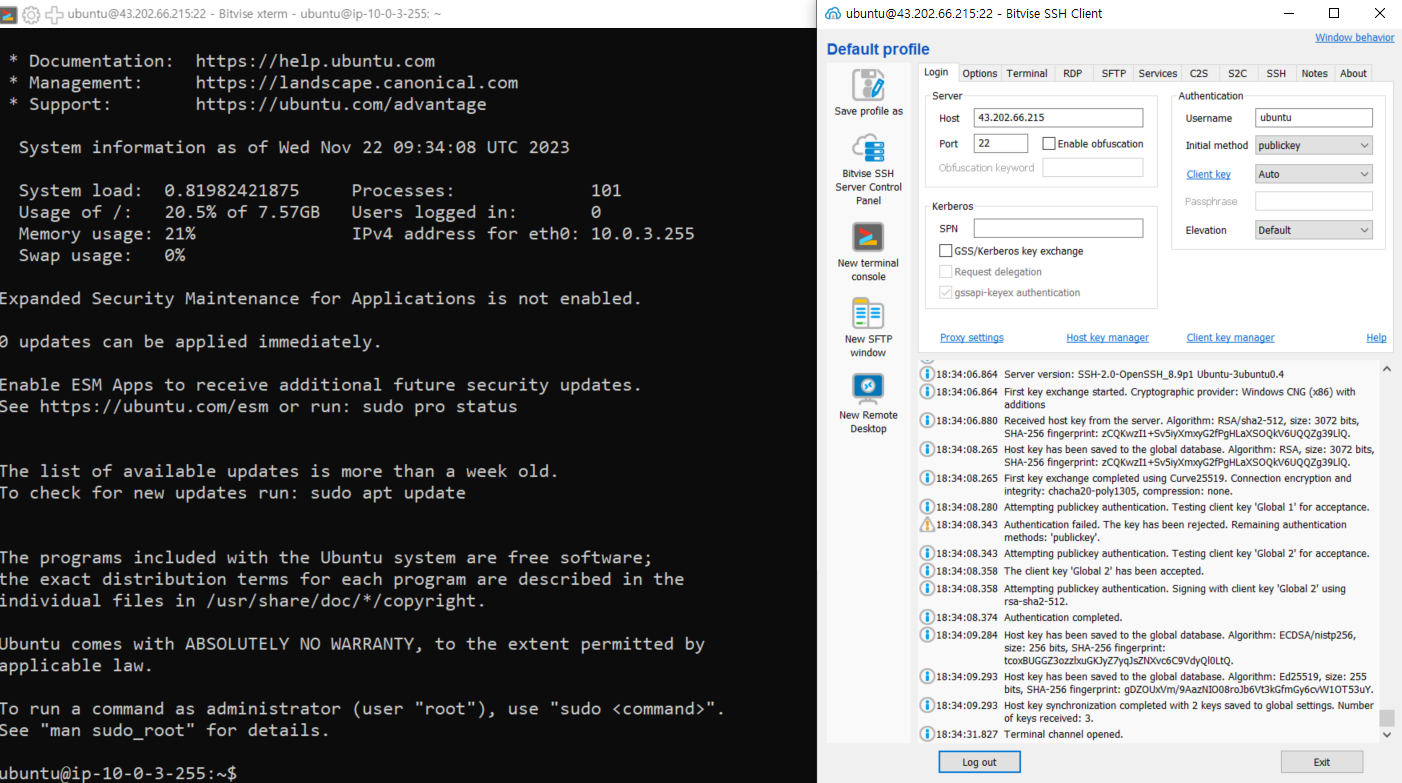 ubuntu@43.202.66.215:22 - Bitvise xterm - ubuntu@ip-10-0-3-255: ~
* Documentation:  https://help.ubuntu.com
* Management:     https://landscape.canonical.com
* Support:        https://ubuntu.com/advantage
System information as of Wed Nov 22 09:34:08 UTC 2023
System load:  0.81982421875     Processes:             101
Usage of /:   20.5% of 7.57GB   Users logged in:       0
Memory usage: 21%               IPv4 address for eth0: 10.0.3.255
Swap usage:   0%
Expanded Security Maintenance for Applications is not enabled.
0 updates can be applied immediately.
Enable ESM Apps to receive additional future security updates.
See https://ubuntu.com/esm or run: sudo pro status
The list of available updates is more than a week old.
To check for new updates run: sudo apt update
The programs included with the Ubuntu system are free software;
the exact distribution terms for each program are described in the
individual files in /usr/share/doc/*/copyright.
Ubuntu comes with ABSOLUTELY NO WARRANTY, to the extent permitted by
applicable law.
To run a command as administrator (user "root"), use "sudo <command>".
See "man sudo_root" for details.
ubuntu@ip-10-0-3-255:~$
ubuntu@43.202.66.215:22 - Bitvise SSH Client
Window behavior
Default profile
Save profile as
Bitvise SSH
Server Control
Panel
New terminal
console
New SFTP
window
New Remote
Desktop
Login Options Terminal RDP SFTP Services C2S S2C SSH Notes About
Server
Host 43.202.66.215
Port 22 Enable obfuscation
Obfuscation keyword
Kerberos
SPN
GSS/Kerberos key exchange
Request delegation
gssapi-keyex authentication
Authentication
Username ubuntu
Initial method publickey
Client key Auto
Passphrase
Elevation Default
Proxy settings Host key manager Client key manager Help
18:34:06.864 Server version: SSH-2.0-OpenSSH_8.9p1 Ubuntu-3ubuntu0.4
18:34:06.864 First key exchange started. Cryptographic provider: Windows CNG (x86) with
additions
18:34:06.880 Received host key from the server. Algorithm: RSA/sha2-512, size: 3072 bits,
SHA-256 fingerprint: zCQKwzI1+Sv5iyXmxyG2fPgHLaXSOQkV6UQQZg39LlQ.
18:34:08.265 Host key has been saved to the global database. Algorithm: RSA, size: 3072 bits,
SHA-256 fingerprint: zCQKwzI1+Sv5iyXmxyG2fPgHLaXSOQkV6UQQZg39LlQ.
18:34:08.265 First key exchange completed using Curve25519. Connection encryption and
integrity: chacha20-poly1305, compression: none.
18:34:08.280 Attempting publickey authentication. Testing client key 'Global 1' for acceptance.
18:34:08.343 Authentication failed. The key has been rejected. Remaining authentication
methods: 'publickey'.
18:34:08.343 Attempting publickey authentication. Testing client key 'Global 2' for acceptance.
18:34:08.358 The client key 'Global 2' has been accepted.
18:34:08.358 Attempting publickey authentication. Signing with client key 'Global 2' using
rsa-sha2-512.
18:34:08.374 Authentication completed.
18:34:09.284 Host key has been saved to the global database. Algorithm: ECDSA/nistp256,
size: 256 bits, SHA-256 fingerprint:
tcoxBUGGZ3ozzlxuGKJyZ7yqJsZNXvc6C9VdyQl0LtQ.
18:34:09.293 Host key has been saved to the global database. Algorithm: Ed25519, size: 255
bits, SHA-256 fingerprint: gDZOUxVm/9AazNIO08roJb6Vt3kGfmGy6cvW1OT53uY.
18:34:09.293 Host key synchronization completed with 2 keys saved to global settings. Number
of keys received: 3.
18:34:31.827 Terminal channel opened.
Log out Exit